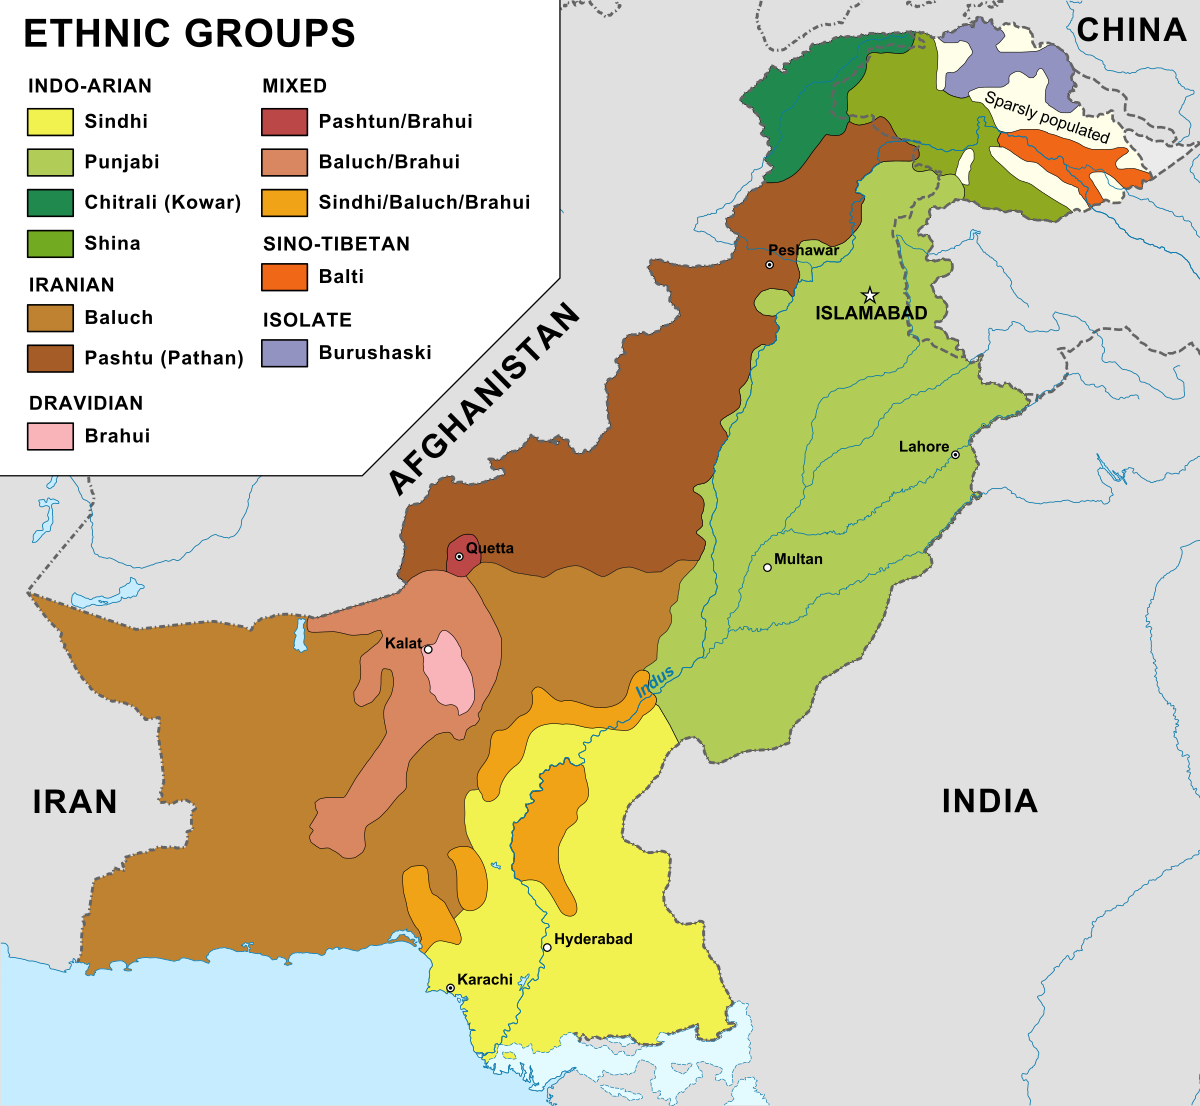 ETHNIC GROUPS
INDO-ARIAN
Sindhi
Punjabi
Chitrali (Kowar)
Shina
IRANIAN
Baluch
Pashtu (Pathan)
DRAVIDIAN
Brahui
MIXED
Pashtun/Brahui
Baluch/Brahui
Sindhi/Baluch/Brahui
SINO-TIBETAN
Balti
ISOLATE
Burushaski
CHINA
Sparsly populated
Peshawar
ISLAMABAD
AFGHANISTAN
Lahore
Quetta
Multan
Kalat
Indus
IRAN
INDIA
Hyderabad
Karachi